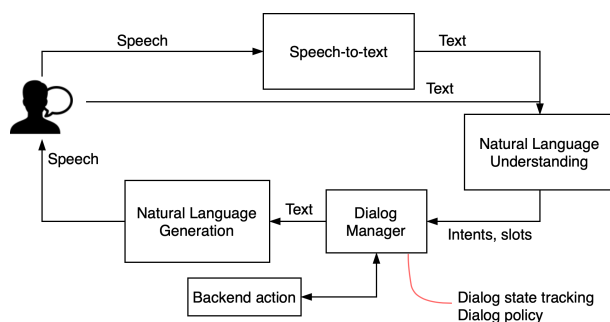 Speech
Speech-to-text
Text
Text
Natural Language
Understanding
Speech
Natural Language
Generation
Text
Dialog
Manager
Intents, slots
Backend action
Dialog state tracking
Dialog policy